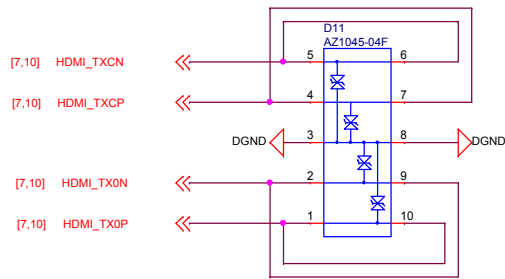 D11
AZ1045-04F
[7,10] HDMI_TXCN 5 6
[7,10] HDMI_TXCP 4 7
DGND 3 8 DGND
[7,10] HDMI_TX0N 2 9
[7,10] HDMI_TX0P 1 10